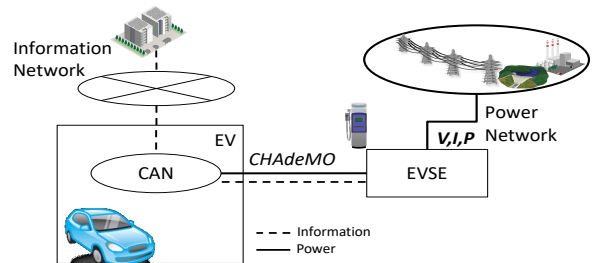 Information
Network
Power
Network
V,I,P
EV
CAN
CHAdeMO
EVSE
Information
Power